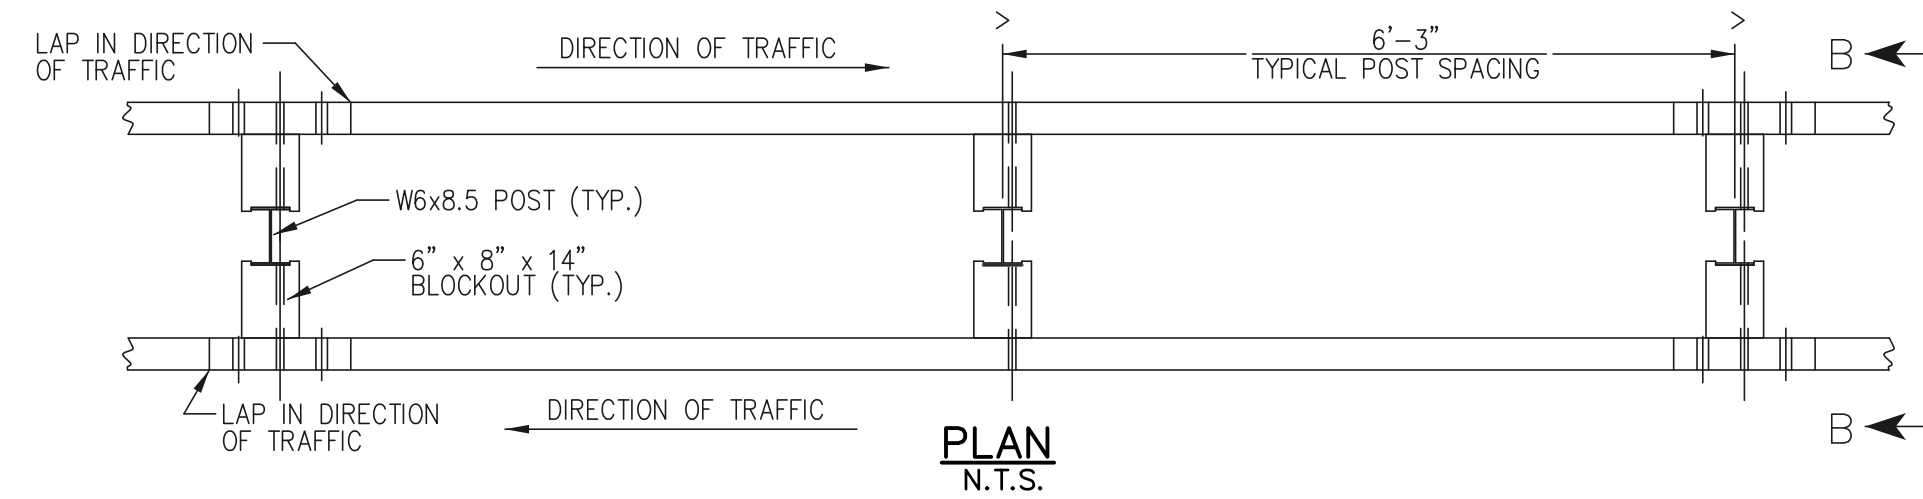 LAP IN DIRECTION
OF TRAFFIC
DIRECTION OF TRAFFIC
6'-3"
TYPICAL POST SPACING
B
W6x8.5 POST (TYP.)
6" x 8" x 14"
BLOCKOUT (TYP.)
LAP IN DIRECTION
OF TRAFFIC
DIRECTION OF TRAFFIC
B
PLAN
N.T.S.